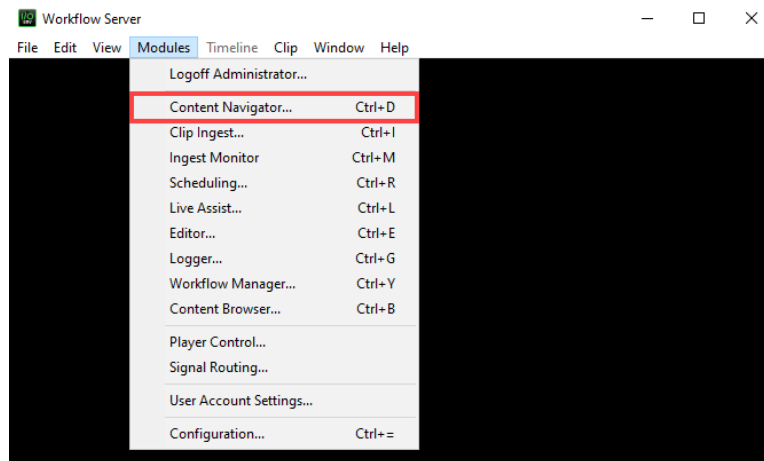 Workflow Server
File Edit View Modules Timeline Clip Window Help
Logoff Administrator...
Content Navigator... Ctrl+D
Clip Ingest... Ctrl+I
Ingest Monitor Ctrl+M
Scheduling... Ctrl+R
Live Assist... Ctrl+L
Editor... Ctrl+E
Logger... Ctrl+G
Workflow Manager... Ctrl+Y
Content Browser... Ctrl+B
Player Control...
Signal Routing...
User Account Settings...
Configuration... Ctrl+=